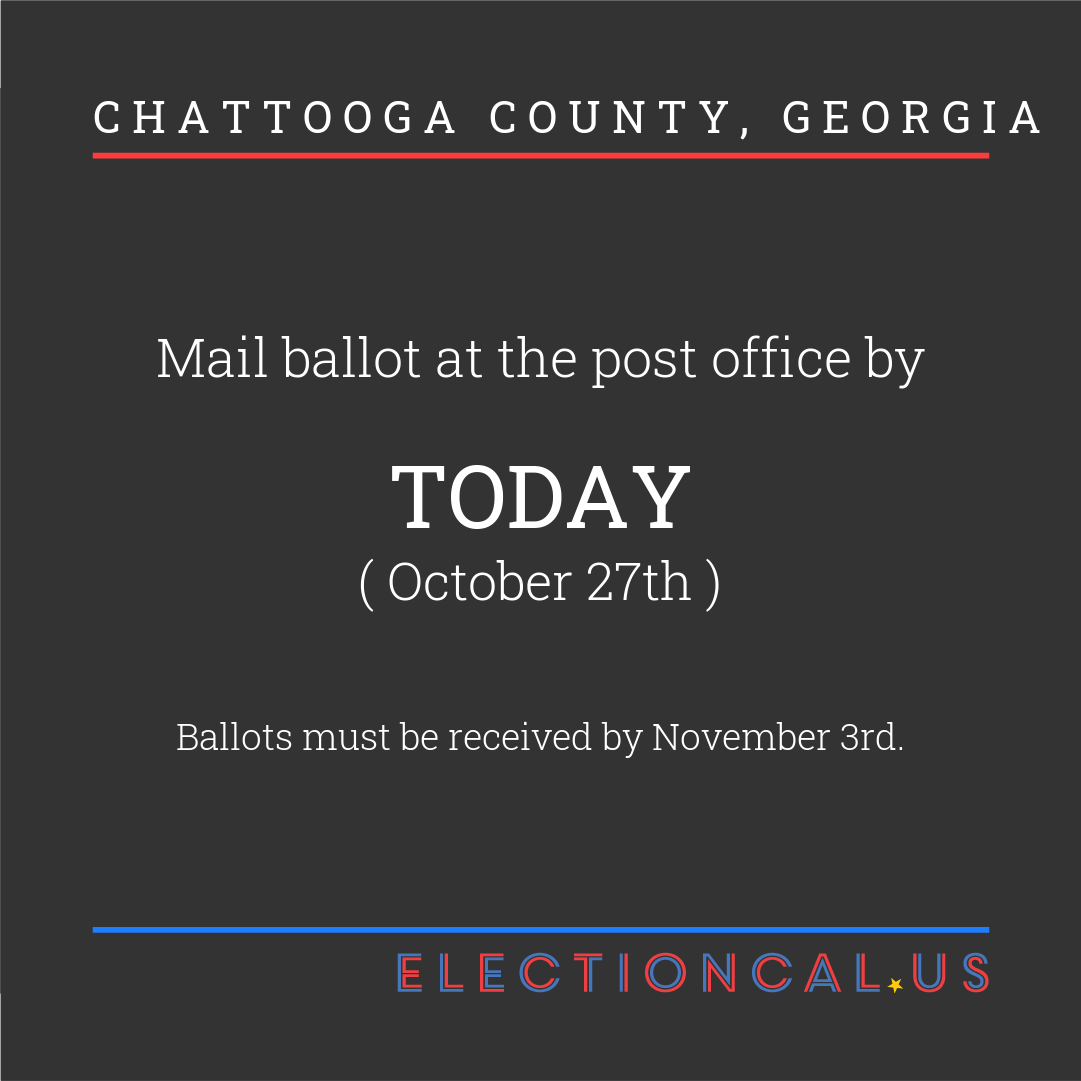 CHATTOOGA COUNTY, GEORGIA
Mail ballot at the post office by
TODAY
( October 27th )
Ballots must be received by November 3rd.
ELECTIONCAL.US